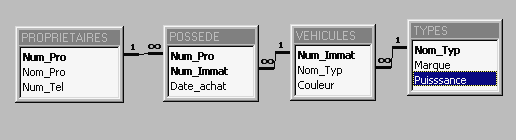 PROPRIETAIRES
Num_Pro
Nom_Pro
Num_Tel
1
∞
POSSEDE
Num_Pro
Num_Immat
Date_achat
∞
1
VEHICULES
Num_Immat
Nom_Typ
Couleur
∞
1
TYPES
Nom_Typ
Marque
Puisssance